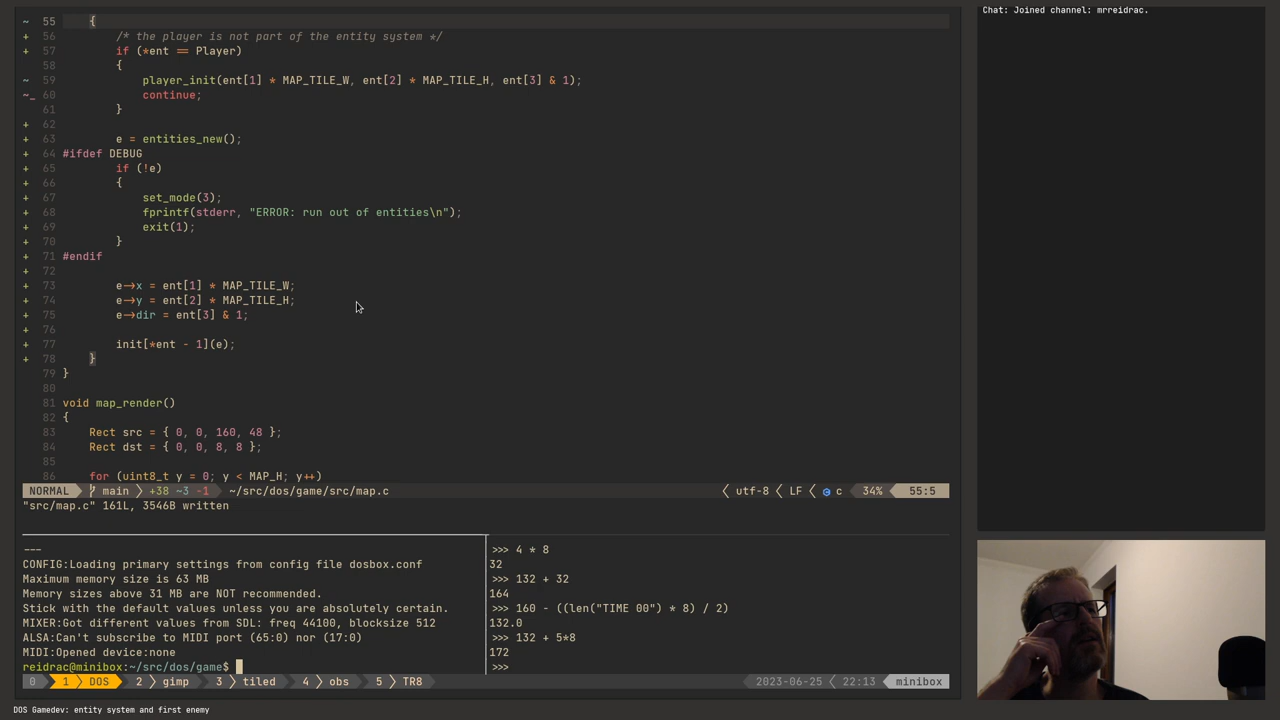 ~ 55 {
+ 56 /* the player is not part of the entity system */
+ 57 if (*ent == Player)
58 {
~ 59 player_init(ent[1] * MAP_TILE_W, ent[2] * MAP_TILE_H, ent[3] & 1);
~_ 60 continue;
61 }
+ 62
+ 63 e = entities_new();
+ 64 #ifdef DEBUG
+ 65 if (!e)
+ 66 {
+ 67 set_mode(3);
+ 68 fprintf(stderr, "ERROR: run out of entities\n");
+ 69 exit(1);
+ 70 }
+ 71 #endif
+ 72
+ 73 e->x = ent[1] * MAP_TILE_W;
+ 74 e->y = ent[2] * MAP_TILE_H;
+ 75 e->dir = ent[3] & 1;
+ 76
+ 77 init[*ent - 1](e);
+ 78 }
79 }
80
81 void map_render()
82 {
83 Rect src = { 0, 0, 160, 48 };
84 Rect dst = { 0, 0, 8, 8 };
85
86 for (uint8_t y = 0; y < MAP_H; y++)
NORMAL main +38 ~3 -1 ~/src/dos/game/src/map.c utf-8 LF c 34% 55:5
"src/map.c" 161L, 3546B written
---
CONFIG:Loading primary settings from config file dosbox.conf
Maximum memory size is 63 MB
Memory sizes above 31 MB are NOT recommended.
Stick with the default values unless you are absolutely certain.
MIXER:Got different values from SDL: freq 44100, blocksize 512
ALSA:Can't subscribe to MIDI port (65:0) nor (17:0)
MIDI:Opened device:none
reidrac@minibox:~/src/dos/game$
>>> 4 * 8
32
>>> 132 + 32
164
>>> 160 - ((len("TIME 00") * 8) / 2)
132.0
>>> 132 + 5*8
172
>>>
0 1 DOS 2 gimp 3 tiled 4 obs 5 TR8 2023-06-25 22:13 minibox
Chat: Joined channel: mrreidrac.
DOS Gamedev: entity system and first enemy